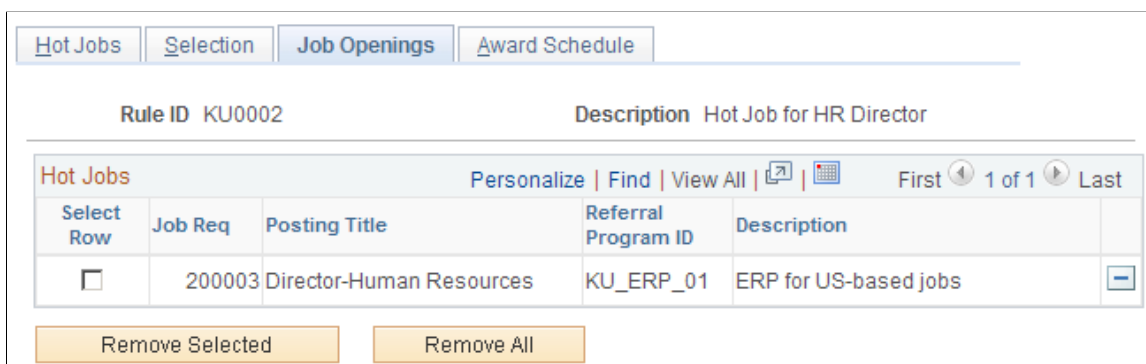 Hot Jobs Selection Job Openings Award Schedule
Rule ID KU0002 Description Hot Job for HR Director
Hot Jobs Personalize | Find | View All | | First 1 of 1 Last
Select Row Job Req Posting Title Referral Program ID Description
200003 Director-Human Resources KU_ERP_01 ERP for US-based jobs
Remove Selected Remove All